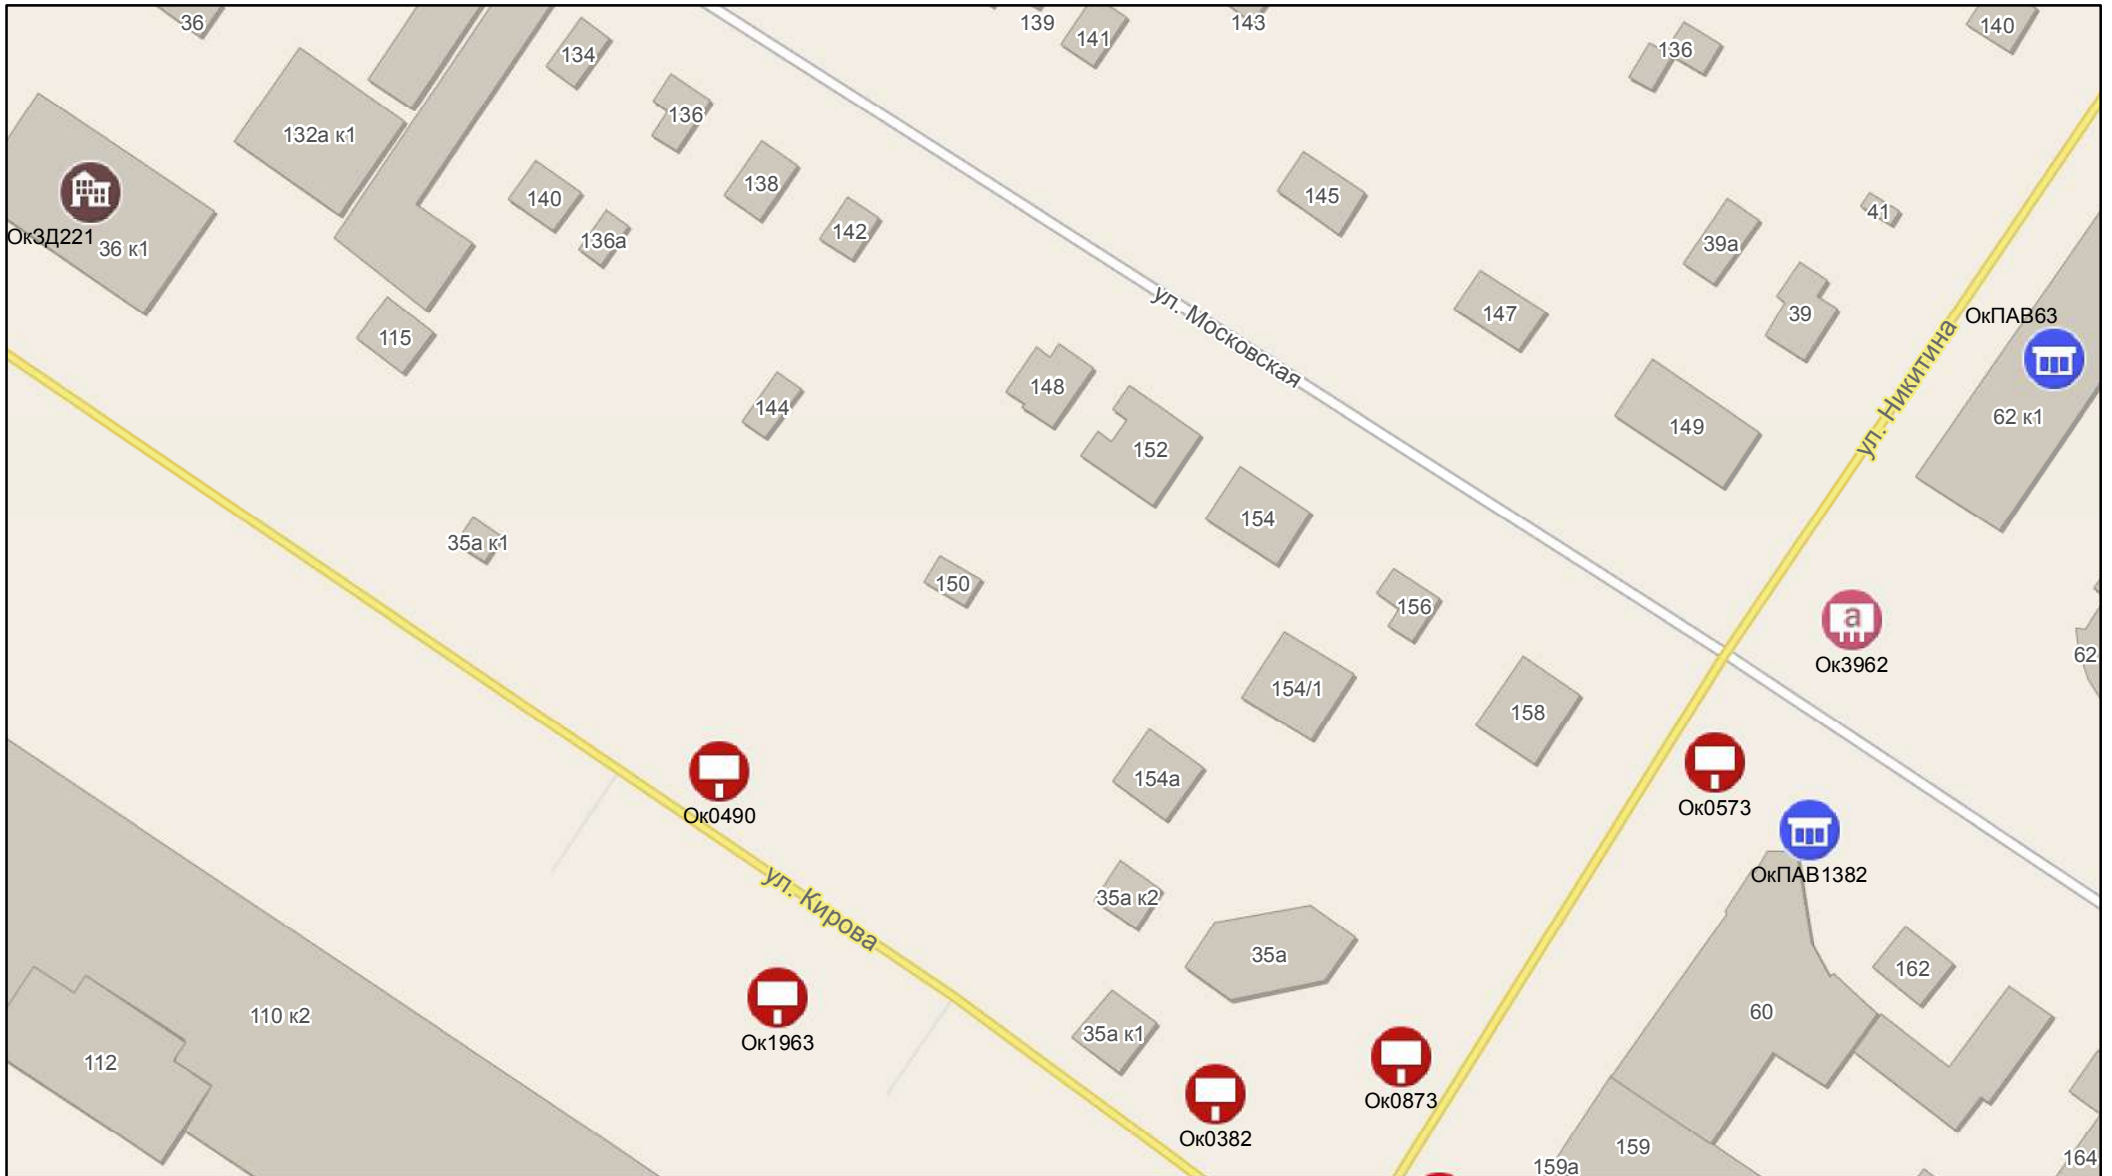 36
139
141
143
136
140
134
132а к1
136
138
140
136а
142
145
41
39а
ОкЗД221
36 к1
115
ул. Московская
147
39
ОкПАВ63
ул. Никитина
62 к1
144
148
152
149
154
35а к1
150
156
62
154/1
158
Ок3962
а
154а
Ок0490
Ок0573
ОкПАВ1382
ул. Кирова
35а к2
35а
162
110 к2
60
Ок1963
35а к1
112
Ок0873
Ок0382
159
159а
164